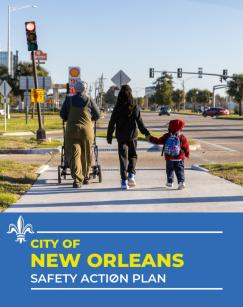 CITY OF
NEW ORLEANS
SAFETY ACTION PLAN